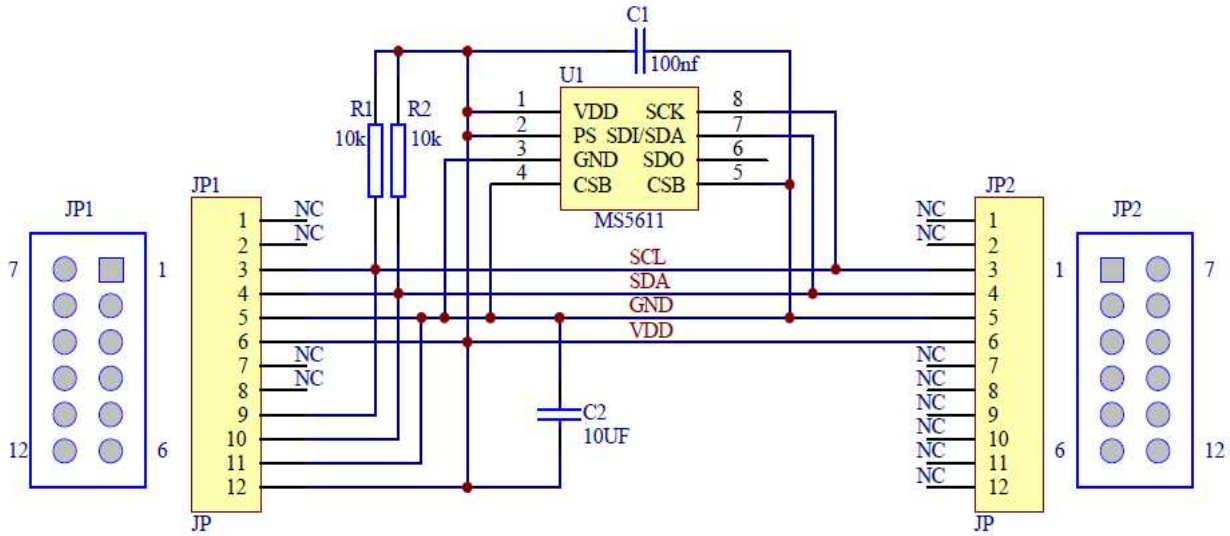 C1
100nf
U1
1 VDD SCK 8
2 PS SDI/SDA 7
3 GND SDO 6
4 CSB CSB 5
MS5611
R1 R2
10k 10k
JP1
7 1
12 6
JP1
1 NC
2 NC
3
4
5
6
7 NC
8 NC
9
10
11
12
JP
SCL
SDA
GND
VDD
C2
10UF
JP2
NC 1
NC 2
3
4
5
6
NC 7
NC 8
NC 9
NC 10
NC 11
NC 12
JP
JP2
1 7
6 12